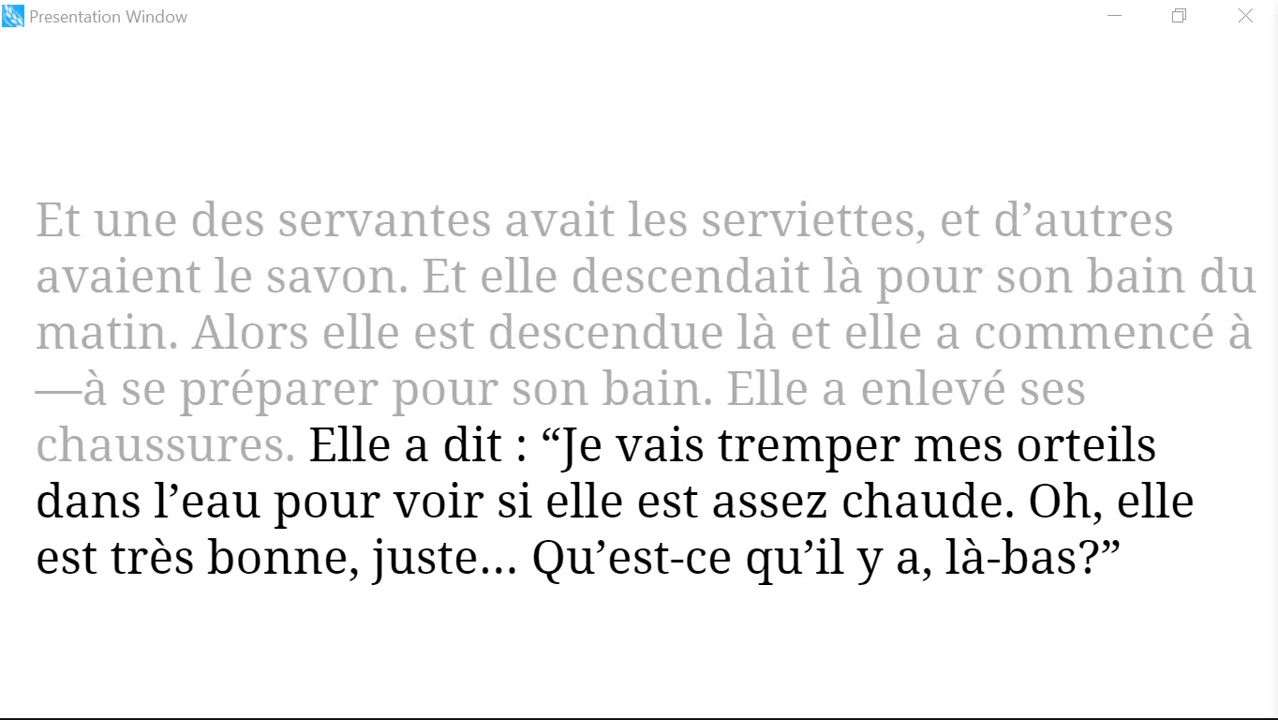 Presentation Window
Et une des servantes avait les serviettes, et d’autres
avaient le savon. Et elle descendait là pour son bain du
matin. Alors elle est descendue là et elle a commencé à
—à se préparer pour son bain. Elle a enlevé ses
chaussures. Elle a dit : “Je vais tremper mes orteils
dans l’eau pour voir si elle est assez chaude. Oh, elle
est très bonne, juste... Qu’est-ce qu’il y a, là-bas?”